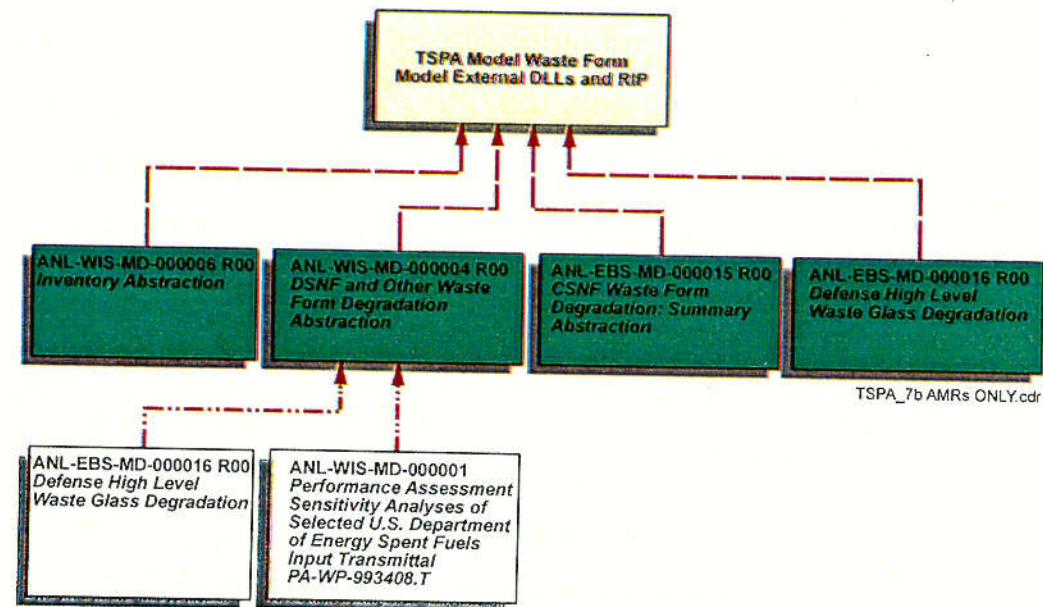 TSPA Model Waste Form
Model External DLLs and RIP
ANL-WIS-MD-000006 R00
Inventory Abstraction
ANL-WIS-MD-000004 R00
DSNF and Other Waste
Form Degradation
Abstraction
ANL-EBS-MD-000015 R00
CSNF Waste Form
Degradation: Summary
Abstraction
ANL-EBS-MD-000016 R00
Defense High Level
Waste Glass Degradation
TSPA_7b AMRs ONLY.cdr
ANL-EBS-MD-000016 R00
Defense High Level
Waste Glass Degradation
ANL-WIS-MD-000001
Performance Assessment
Sensitivity Analyses of
Selected U.S. Department
of Energy Spent Fuels
Input Transmittal
PA-WP-993408.T